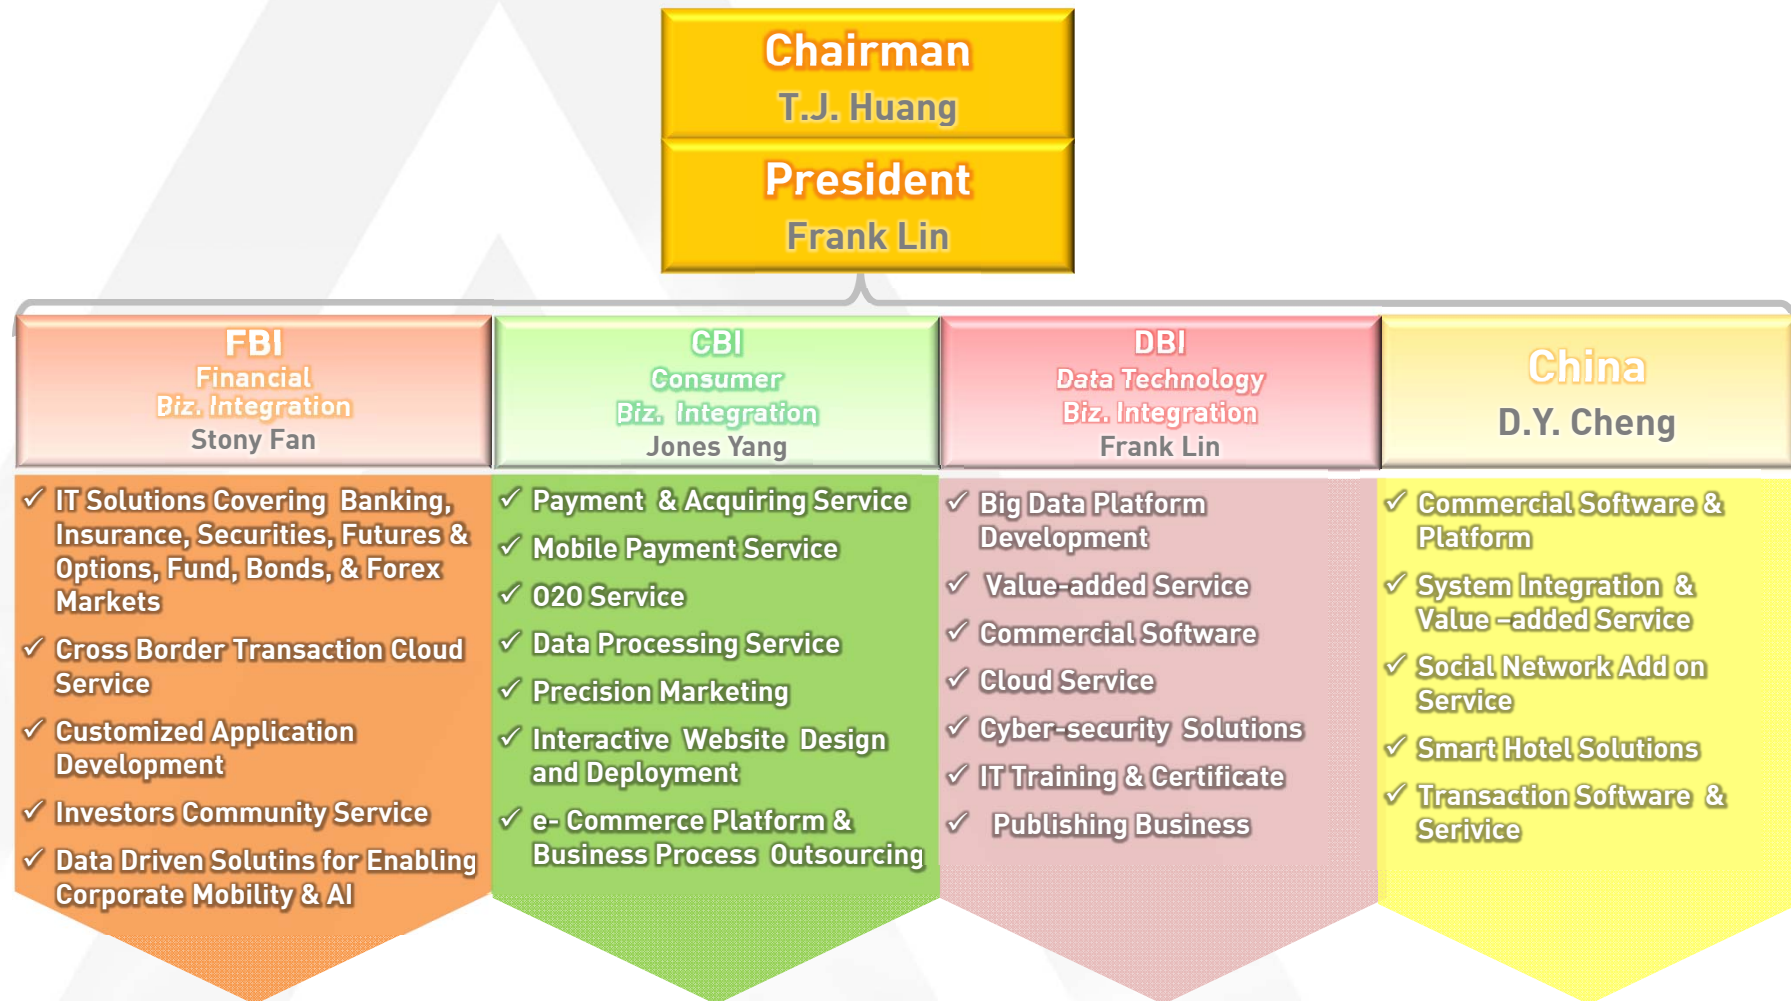 Chairman
T.J. Huang
President
Frank Lin
FBI
Financial
Biz. Integration
Stony Fan
✓ IT Solutions Covering Banking,
Insurance, Securities, Futures &
Options, Fund, Bonds, & Forex
Markets
✓ Cross Border Transaction Cloud
Service
✓ Customized Application
Development
✓ Investors Community Service
✓ Data Driven Solutins for Enabling
Corporate Mobility & AI
CBI
Consumer
Biz. Integration
Jones Yang
✓ Payment & Acquiring Service
✓ Mobile Payment Service
✓ O2O Service
✓ Data Processing Service
✓ Precision Marketing
✓ Interactive Website Design
and Deployment
✓ e- Commerce Platform &
Business Process Outsourcing
DBI
Data Technology
Biz. Integration
Frank Lin
✓ Big Data Platform
Development
✓ Value-added Service
✓ Commercial Software
✓ Cloud Service
✓ Cyber-security Solutions
✓ IT Training & Certificate
✓ Publishing Business
China
D.Y. Cheng
✓ Commercial Software &
Platform
✓ System Integration &
Value –added Service
✓ Social Network Add on
Service
✓ Smart Hotel Solutions
✓ Transaction Software &
Serivice